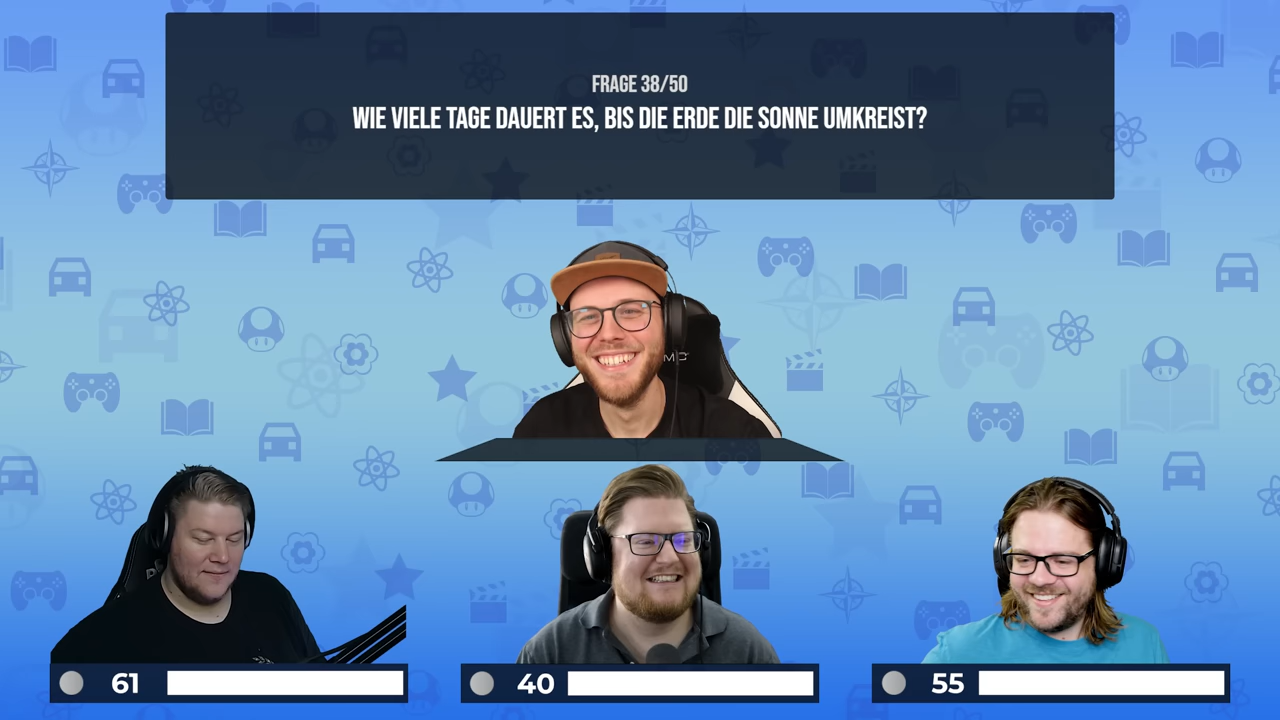 FRAGE 38/50
WIE VIELE TAGE DAUERT ES, BIS DIE ERDE DIE SONNE UMKREIST?
61
40
55